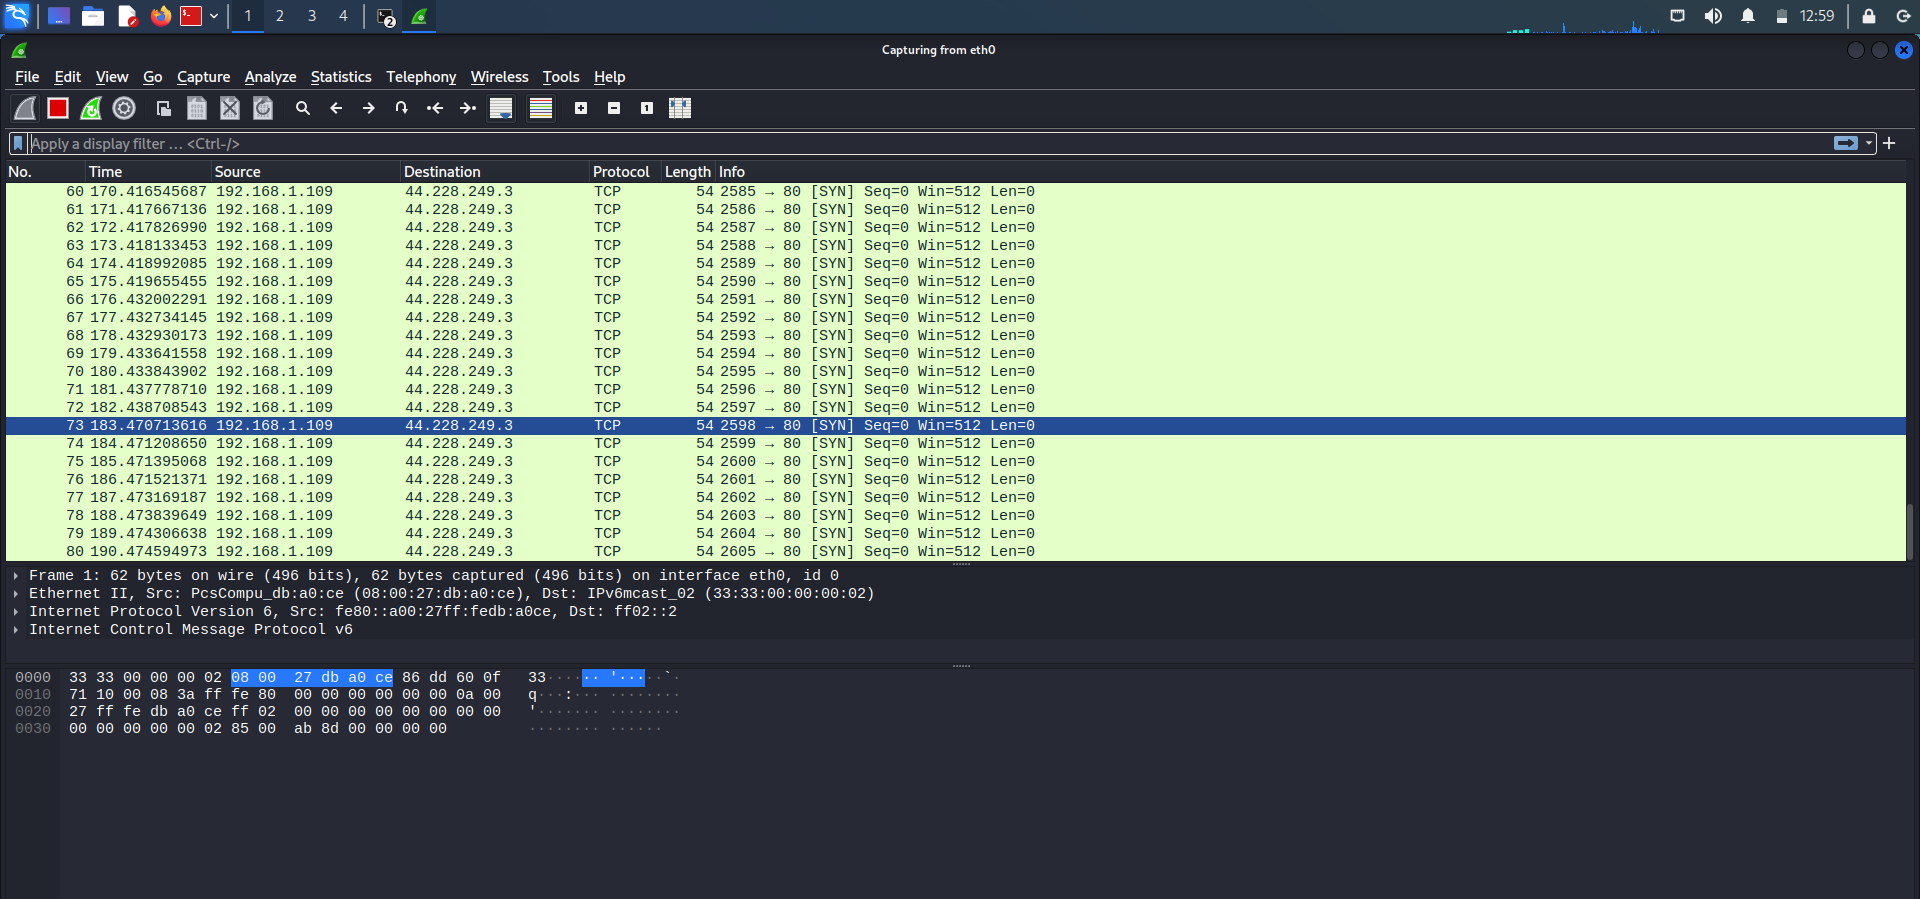 1 2 3 4 2 12:59
Capturing from eth0
File Edit View Go Capture Analyze Statistics Telephony Wireless Tools Help
Apply a display filter … <Ctrl-/>
No. Time Source Destination Protocol Length Info
60 170.416545687 192.168.1.109 44.228.249.3 TCP 54 2585 → 80 [SYN] Seq=0 Win=512 Len=0
61 171.417667136 192.168.1.109 44.228.249.3 TCP 54 2586 → 80 [SYN] Seq=0 Win=512 Len=0
62 172.417826990 192.168.1.109 44.228.249.3 TCP 54 2587 → 80 [SYN] Seq=0 Win=512 Len=0
63 173.418133453 192.168.1.109 44.228.249.3 TCP 54 2588 → 80 [SYN] Seq=0 Win=512 Len=0
64 174.418992085 192.168.1.109 44.228.249.3 TCP 54 2589 → 80 [SYN] Seq=0 Win=512 Len=0
65 175.419655455 192.168.1.109 44.228.249.3 TCP 54 2590 → 80 [SYN] Seq=0 Win=512 Len=0
66 176.432002291 192.168.1.109 44.228.249.3 TCP 54 2591 → 80 [SYN] Seq=0 Win=512 Len=0
67 177.432734145 192.168.1.109 44.228.249.3 TCP 54 2592 → 80 [SYN] Seq=0 Win=512 Len=0
68 178.432930173 192.168.1.109 44.228.249.3 TCP 54 2593 → 80 [SYN] Seq=0 Win=512 Len=0
69 179.433641558 192.168.1.109 44.228.249.3 TCP 54 2594 → 80 [SYN] Seq=0 Win=512 Len=0
70 180.433843902 192.168.1.109 44.228.249.3 TCP 54 2595 → 80 [SYN] Seq=0 Win=512 Len=0
71 181.437778710 192.168.1.109 44.228.249.3 TCP 54 2596 → 80 [SYN] Seq=0 Win=512 Len=0
72 182.438708543 192.168.1.109 44.228.249.3 TCP 54 2597 → 80 [SYN] Seq=0 Win=512 Len=0
73 183.470713616 192.168.1.109 44.228.249.3 TCP 54 2598 → 80 [SYN] Seq=0 Win=512 Len=0
74 184.471208650 192.168.1.109 44.228.249.3 TCP 54 2599 → 80 [SYN] Seq=0 Win=512 Len=0
75 185.471395068 192.168.1.109 44.228.249.3 TCP 54 2600 → 80 [SYN] Seq=0 Win=512 Len=0
76 186.471521371 192.168.1.109 44.228.249.3 TCP 54 2601 → 80 [SYN] Seq=0 Win=512 Len=0
77 187.473169187 192.168.1.109 44.228.249.3 TCP 54 2602 → 80 [SYN] Seq=0 Win=512 Len=0
78 188.473839649 192.168.1.109 44.228.249.3 TCP 54 2603 → 80 [SYN] Seq=0 Win=512 Len=0
79 189.474306638 192.168.1.109 44.228.249.3 TCP 54 2604 → 80 [SYN] Seq=0 Win=512 Len=0
80 190.474594973 192.168.1.109 44.228.249.3 TCP 54 2605 → 80 [SYN] Seq=0 Win=512 Len=0
Frame 1: 62 bytes on wire (496 bits), 62 bytes captured (496 bits) on interface eth0, id 0
Ethernet II, Src: PcsCompu_db:a0:ce (08:00:27:db:a0:ce), Dst: IPv6mcast_02 (33:33:00:00:00:02)
Internet Protocol Version 6, Src: fe80::a00:27ff:fedb:a0ce, Dst: ff02::2
Internet Control Message Protocol v6
0000 33 33 00 00 00 02 08 00 27 db a0 ce 86 dd 60 0f 33······ '·····`·
0010 71 10 00 08 3a ff fe 80 00 00 00 00 00 00 0a 00 q···:··· ········
0020 27 ff fe db a0 ce ff 02 00 00 00 00 00 00 00 00 '······· ········
0030 00 00 00 00 00 02 85 00 ab 8d 00 00 00 00 ········ ······